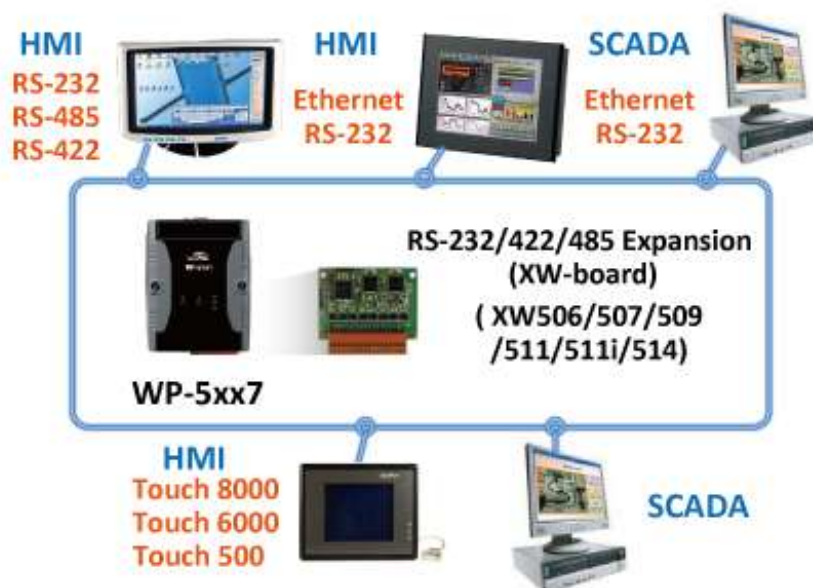 HMI
RS-232
RS-485
RS-422
HMI
Ethernet
RS-232
SCADA
Ethernet
RS-232
RS-232/422/485 Expansion
(XW-board)
( XW506/507/509
/511/511i/514)
WP-5xx7
HMI
Touch 8000
Touch 6000
Touch 500
SCADA